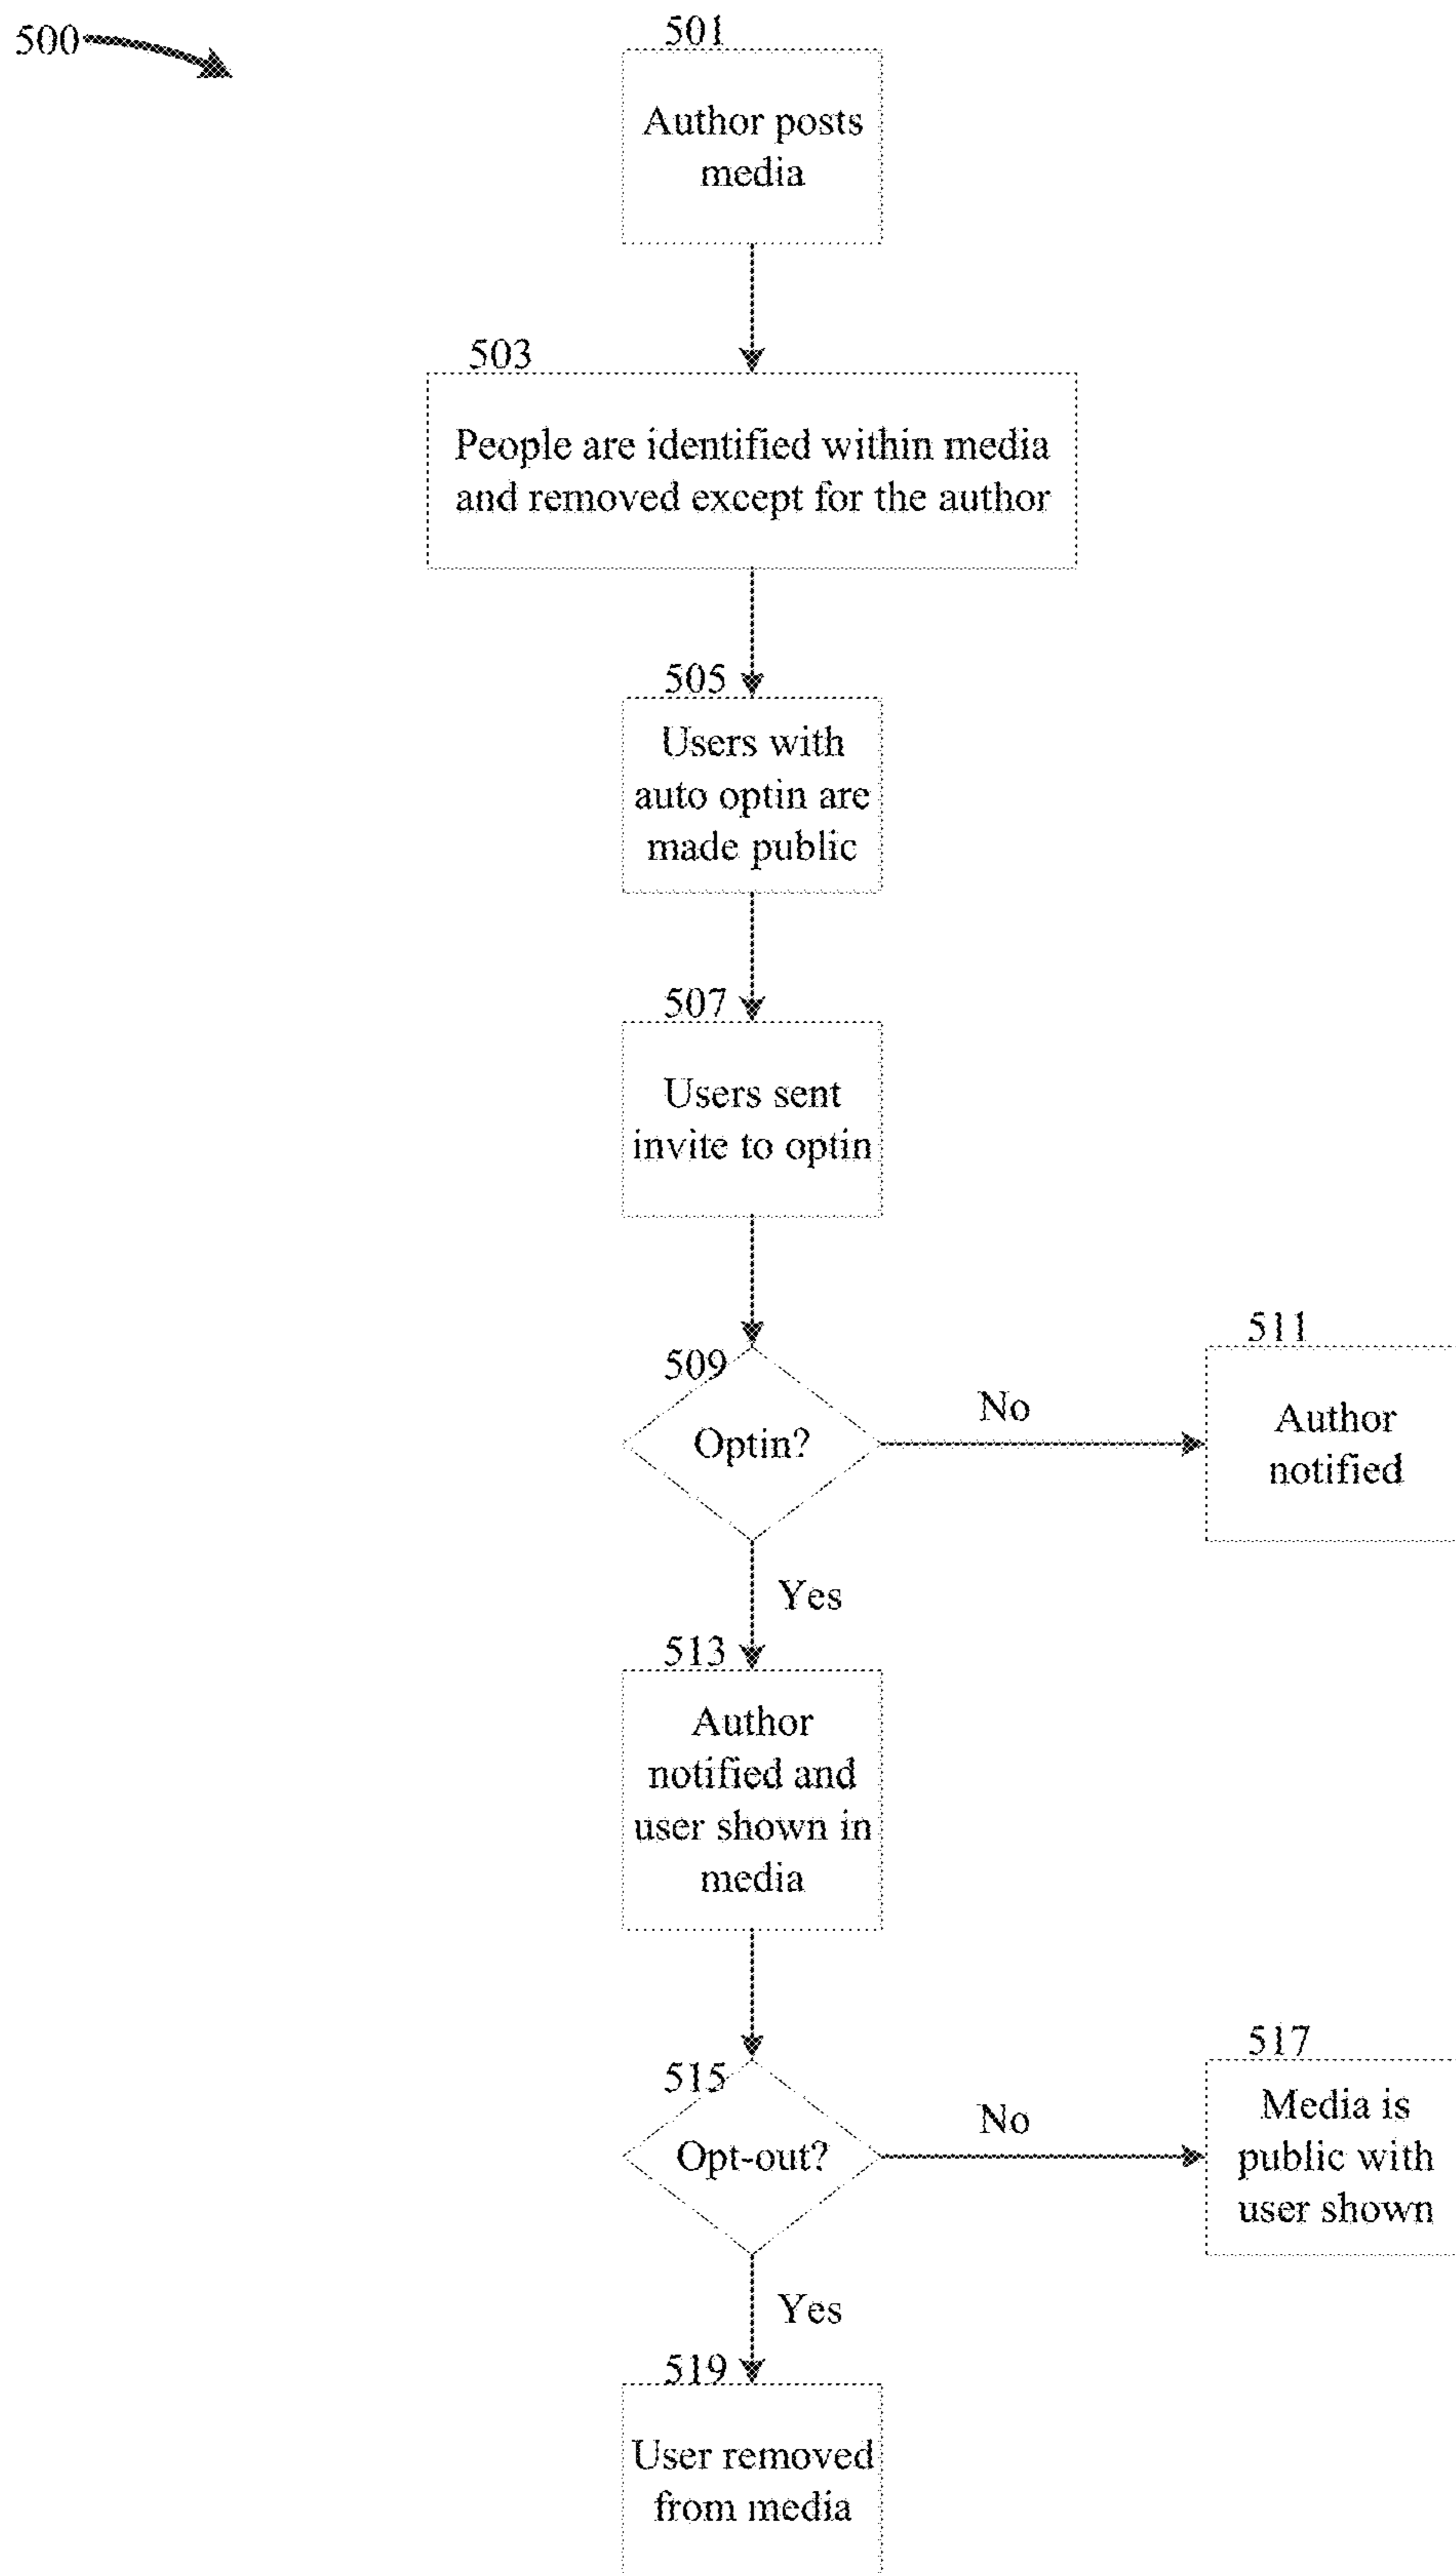 500
501
Author posts
media
503
People are identified within media
and removed except for the author
505
Users with
auto optin are
made public
507
Users sent
invite to optin
509
Optin?
No
511
Author
notified
Yes
513
Author
notified and
user shown in
media
515
Opt-out?
No
517
Media is
public with
user shown
Yes
519
User removed
from media